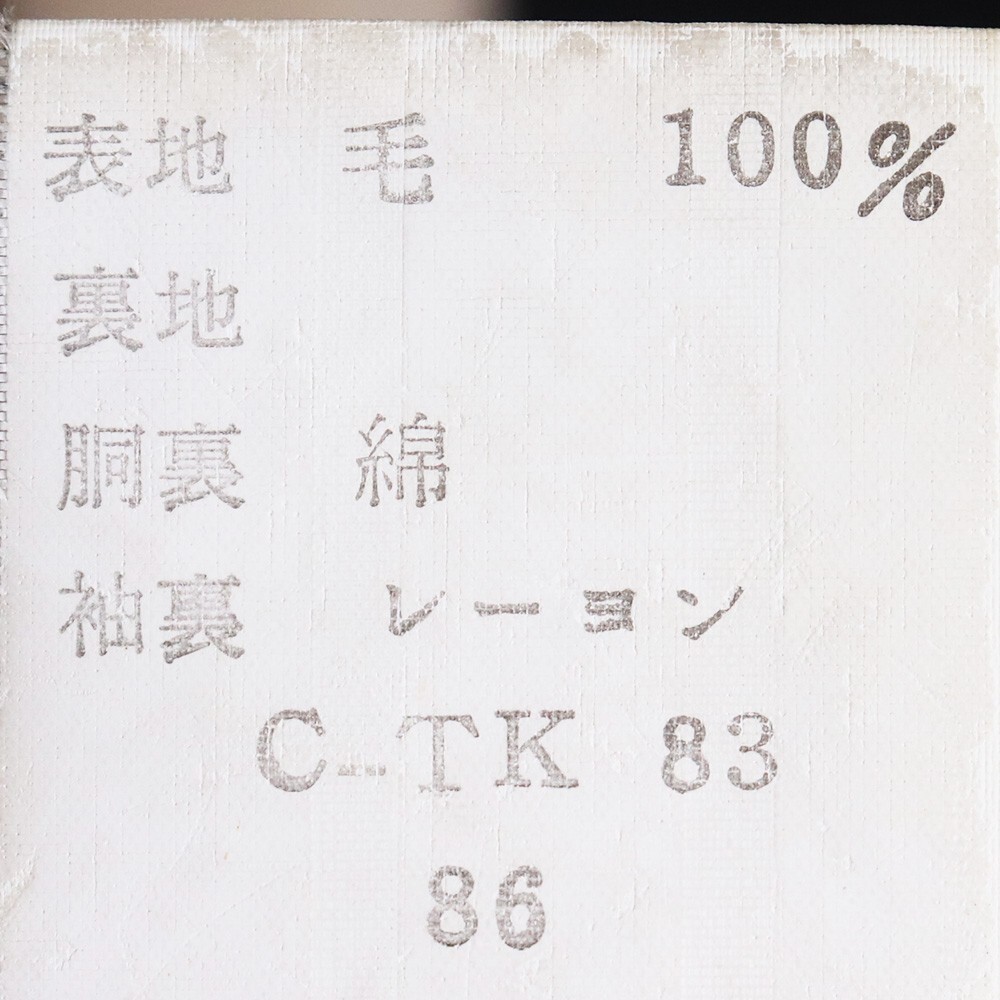 表地 毛 100%
裏地
胴裏 綿
袖裏 レーヨン
C-TK 83
86